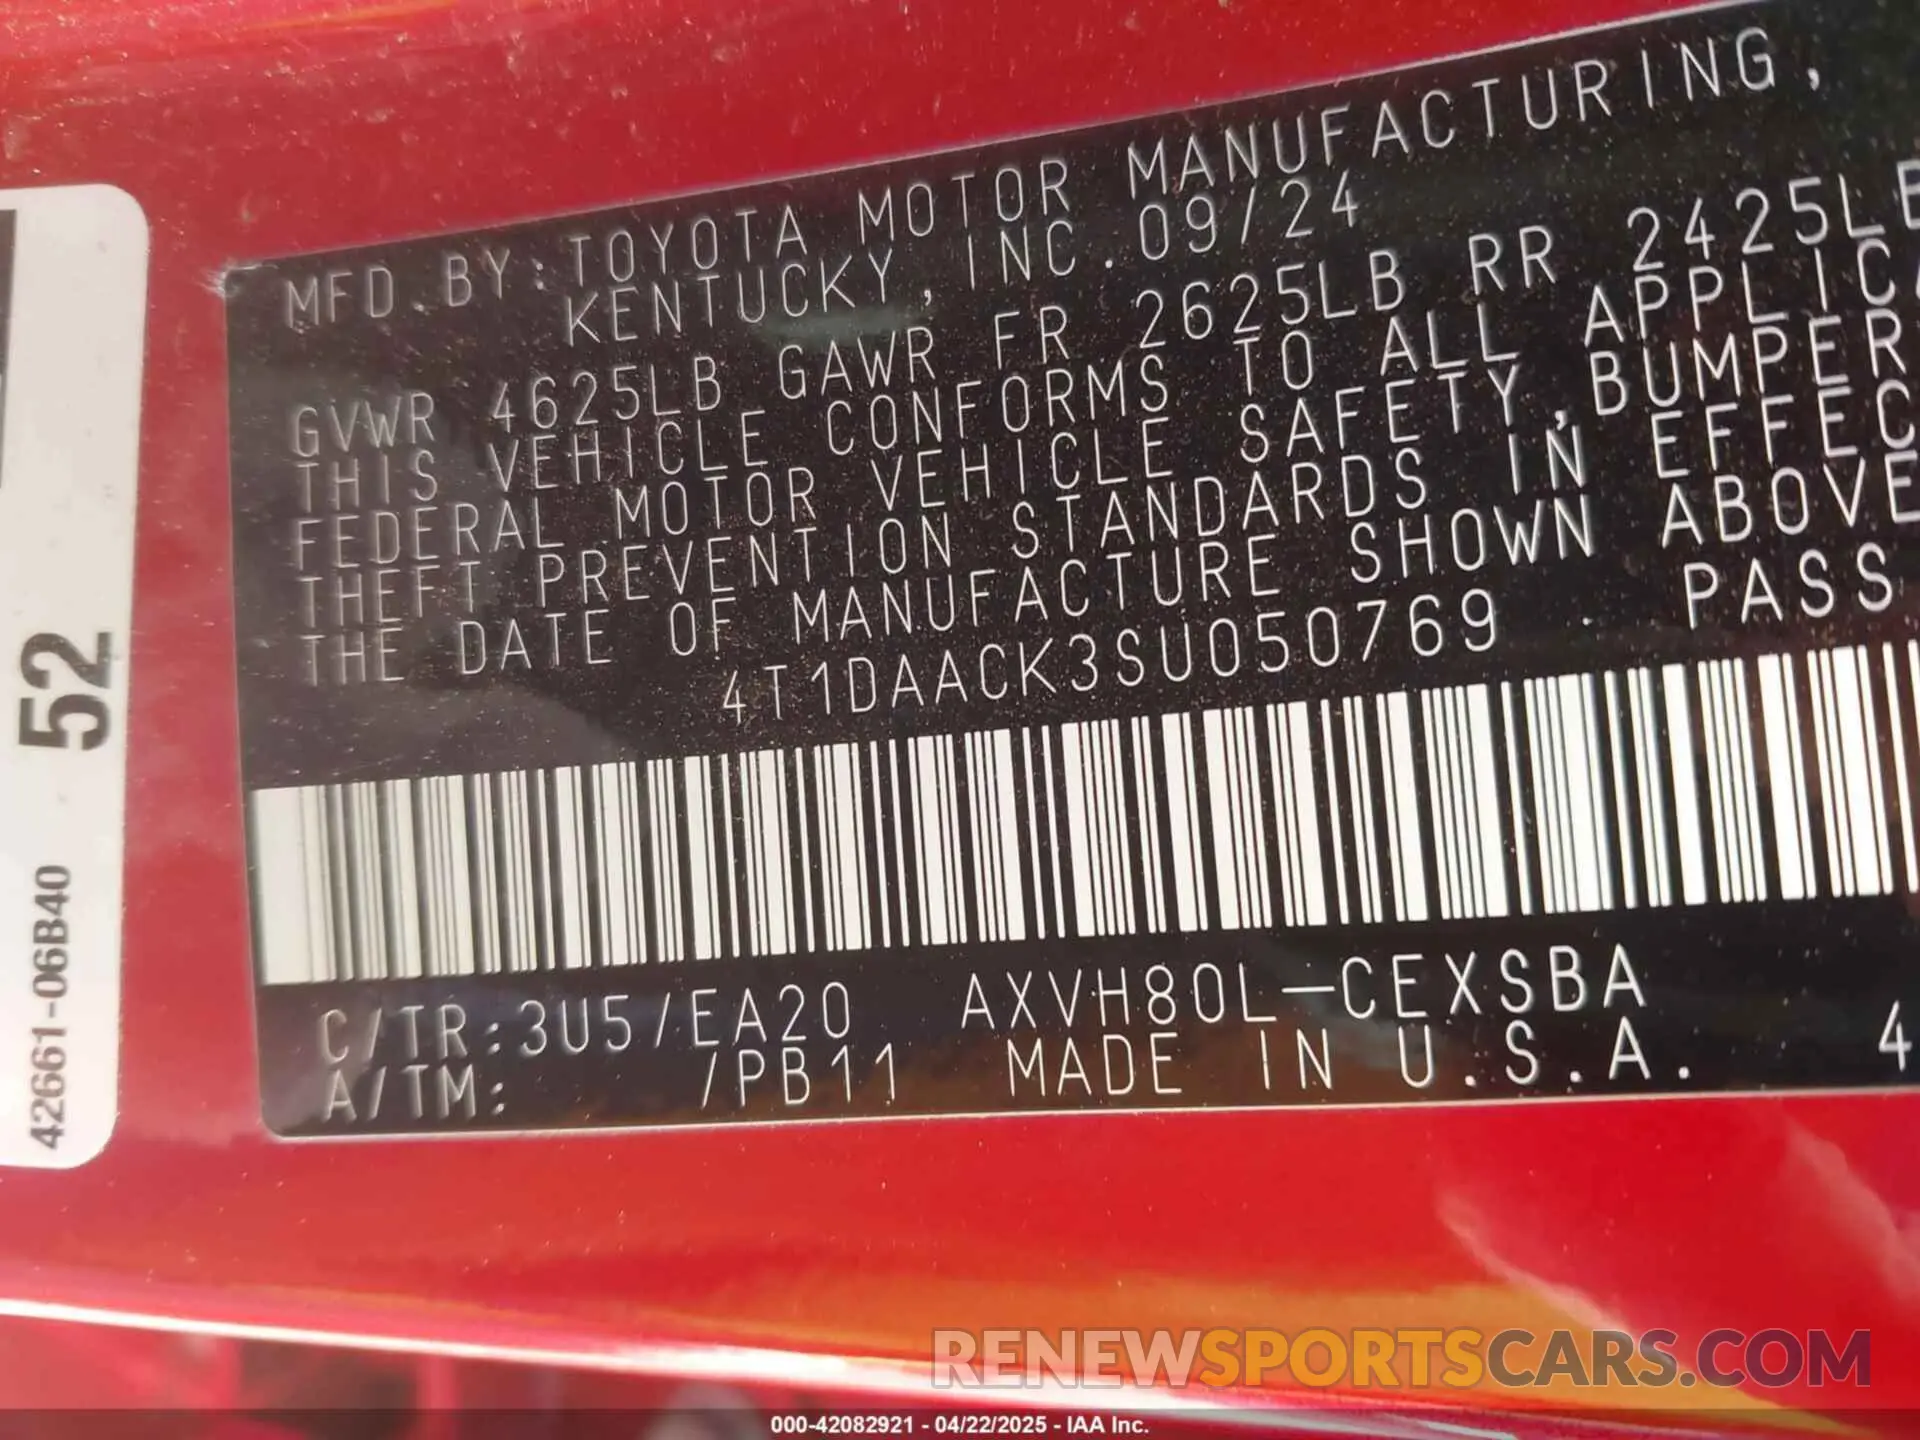 MFD.BY:TOYOTA MOTOR MANUFACTURING,
KENTUCKY,INC.09/24
GVWR 4625LB GAWR FR 2625LB RR 2425LB
THIS VEHICLE CONFORMS TO ALL
FEDERAL MOTOR VEHICLE SAFETY,BUMPER
THEFT PREVENTION STANDARDS IN
THE DATE OF MANUFACTURE SHOWN ABOVE
4T1DAACK3SU050769 PASS
C/TR:3U5/EA20 AXVH80L-CEXSBA
A/TM: /PB11 MADE IN U.S.A.
4
52
42661-06B40
RENEWSPORTSCARS.COM
000-42082921 - 04/22/2025 - IAA Inc.